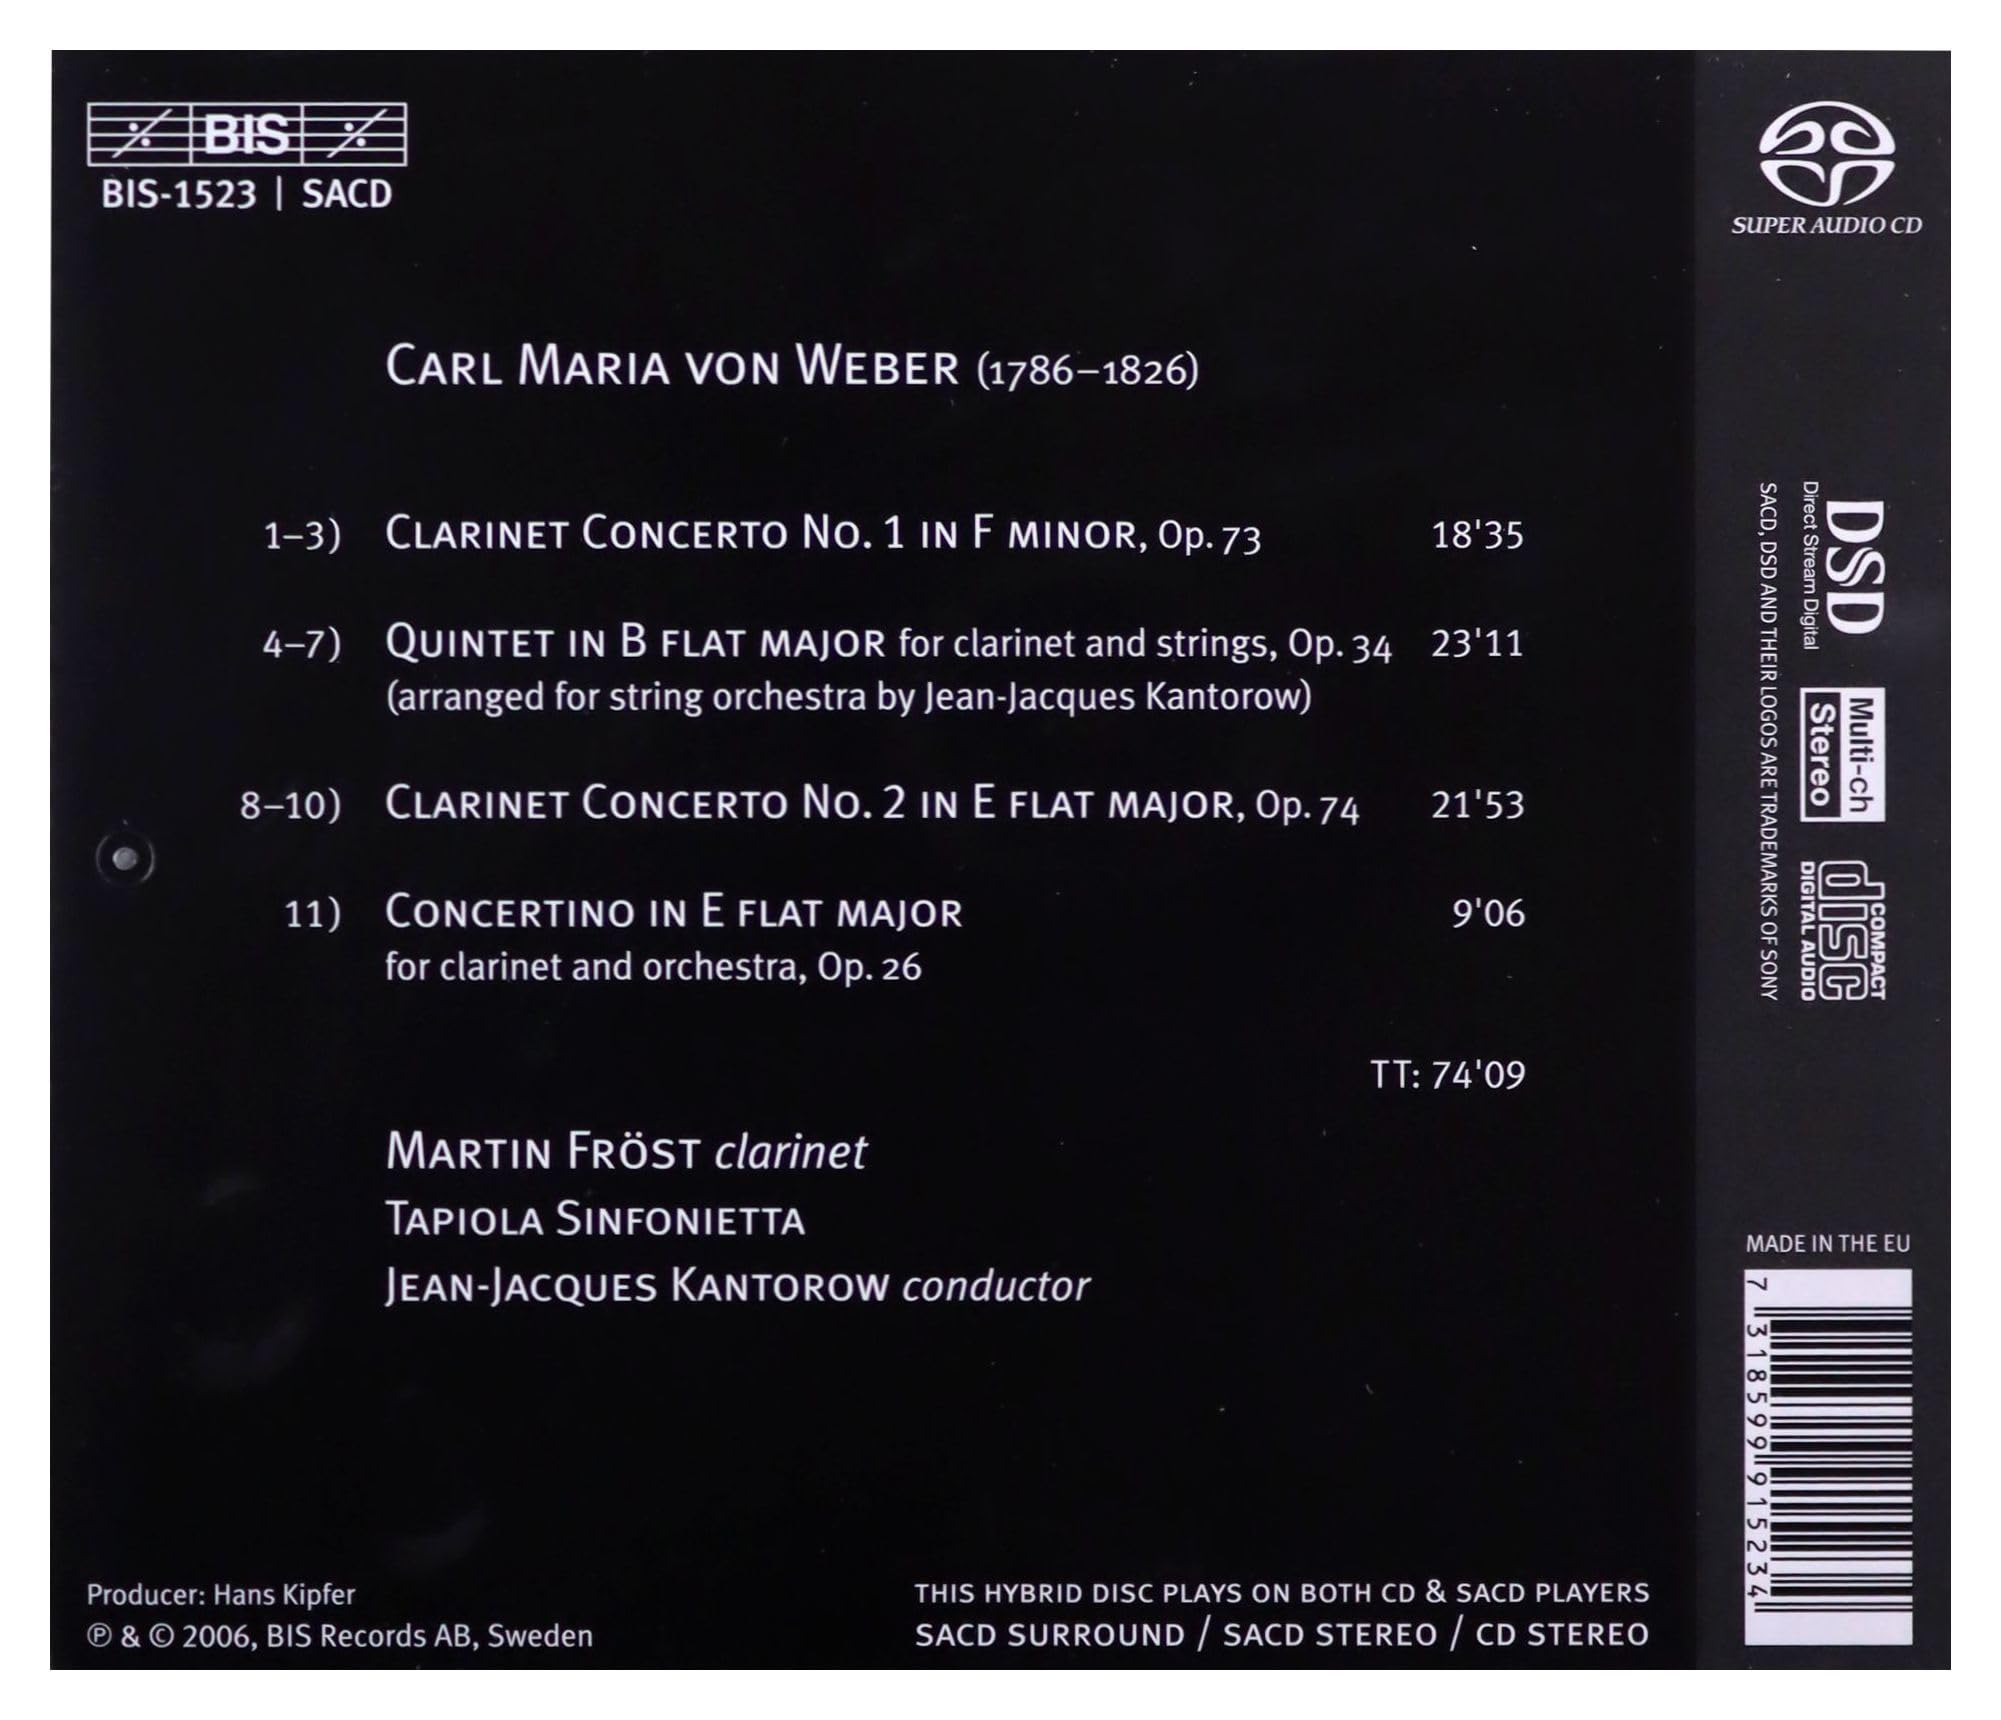 BIS
BIS-1523 | SACD
SUPER AUDIO CD
CARL MARIA VON WEBER (1786–1826)
1–3) CLARINET CONCERTO NO. 1 IN F MINOR, Op. 73 18'35
4–7) QUINTET IN B FLAT MAJOR for clarinet and strings, Op. 34 23'11
(arranged for string orchestra by Jean-Jacques Kantorow)
8–10) CLARINET CONCERTO NO. 2 IN E FLAT MAJOR, Op. 74 21'53
11) CONCERTINO IN E FLAT MAJOR 9'06
for clarinet and orchestra, Op. 26
TT: 74'09
MARTIN FRÖST clarinet
TAPIOLA SINFONIETTA
JEAN-JACQUES KANTOROW conductor
Producer: Hans Kipfer
℗ & © 2006, BIS Records AB, Sweden
THIS HYBRID DISC PLAYS ON BOTH CD & SACD PLAYERS
SACD SURROUND / SACD STEREO / CD STEREO
DSD
Direct Stream Digital
SACD, DSD AND THEIR LOGOS ARE TRADEMARKS OF SONY
Multi-ch
Stereo
COMPACT
disc
DIGITAL AUDIO
MADE IN THE EU
7 318599 915234